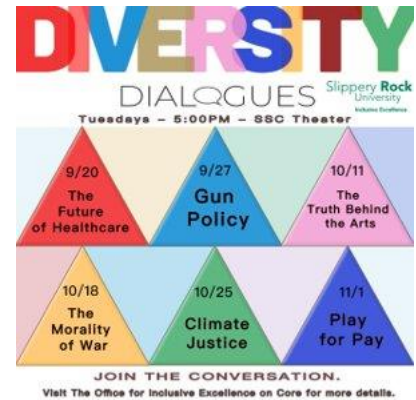 DIVERSITY
DIALOGUES
Slippery Rock
University
Inclusive Excellence
Tuesdays – 5:00PM – SSC Theater
9/20
The
Future
of Healthcare
9/27
Gun
Policy
10/11
The
Truth Behind
the Arts
10/18
The
Morality
of War
10/25
Climate
Justice
11/1
Play
for Pay
JOIN THE CONVERSATION.
Visit The Office for Inclusive Excellence on Core for more details.